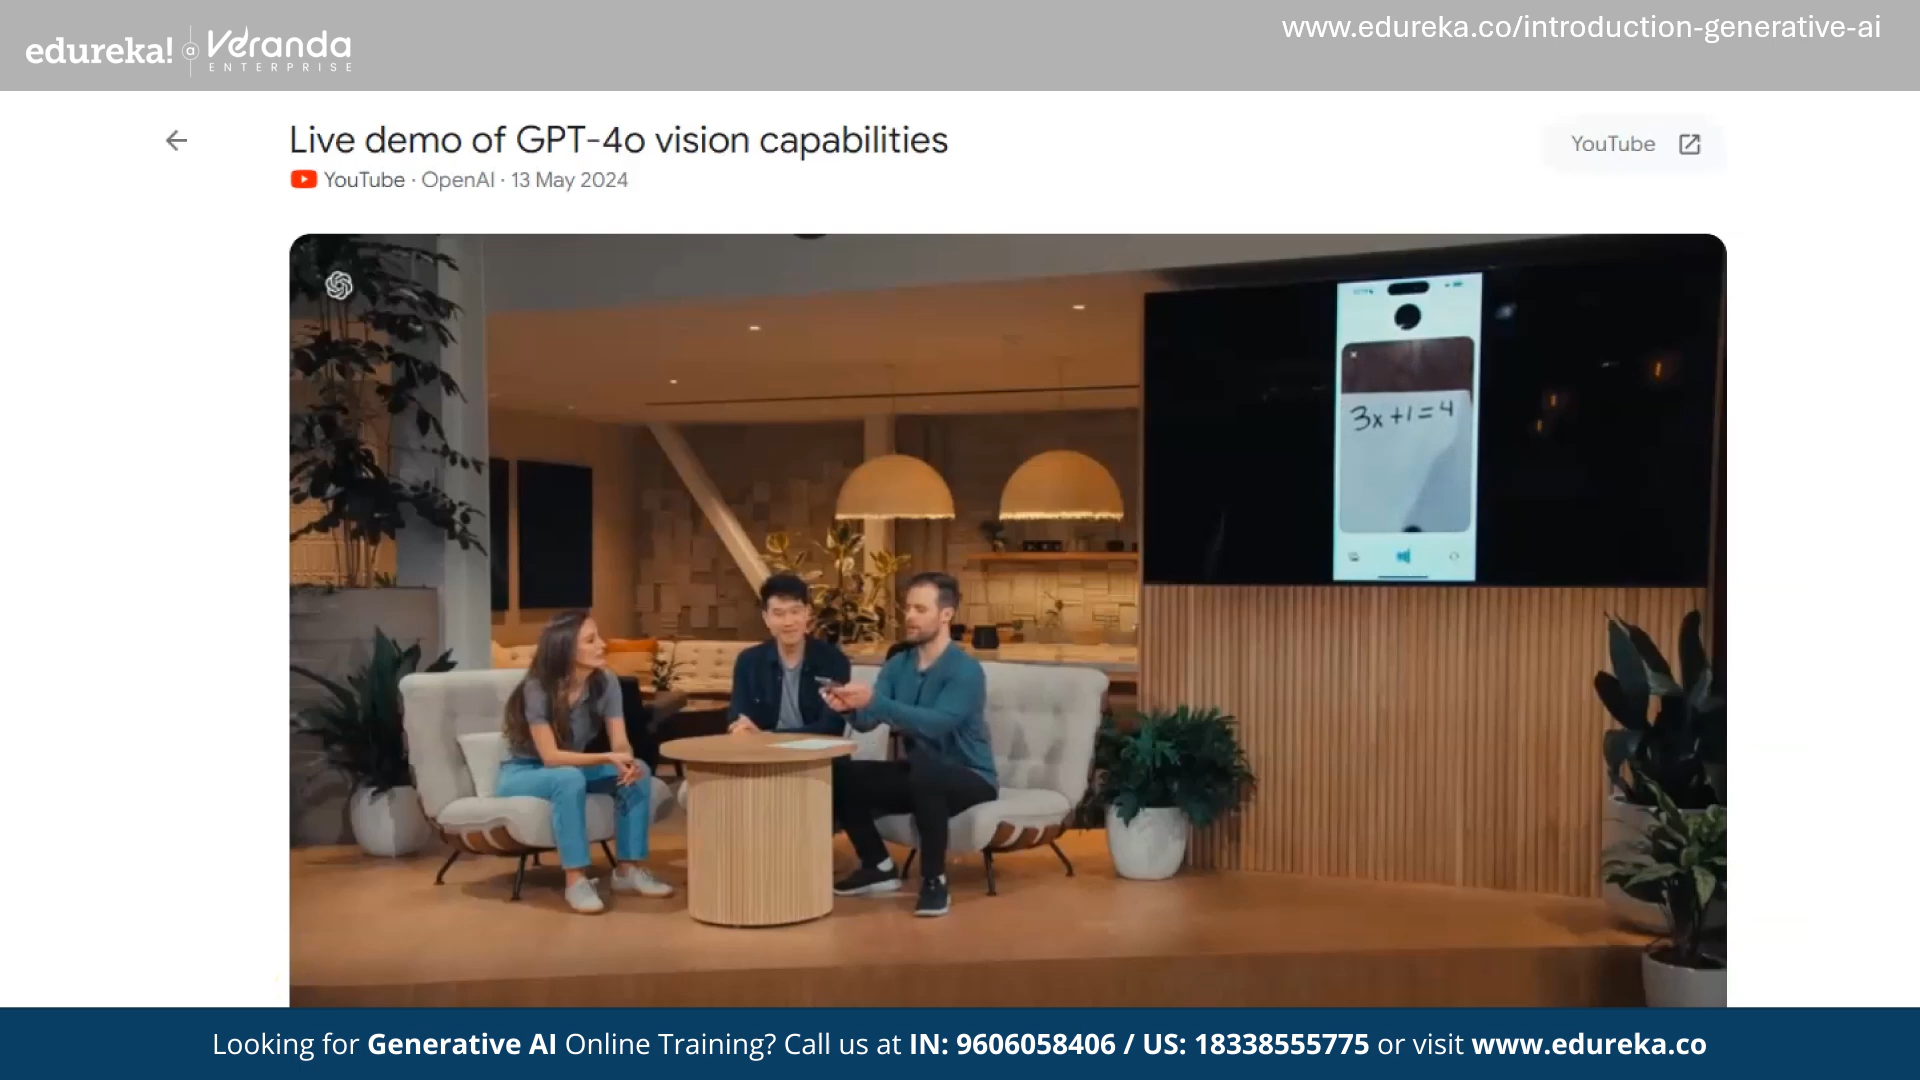 edureka! a Veranda
ENTERPRISE
www.edureka.co/introduction-generative-ai
Live demo of GPT-4o vision capabilities
YouTube · OpenAI · 13 May 2024
YouTube
3x+1=4
Looking for Generative AI Online Training? Call us at IN: 9606058406 / US: 18338555775 or visit www.edureka.co